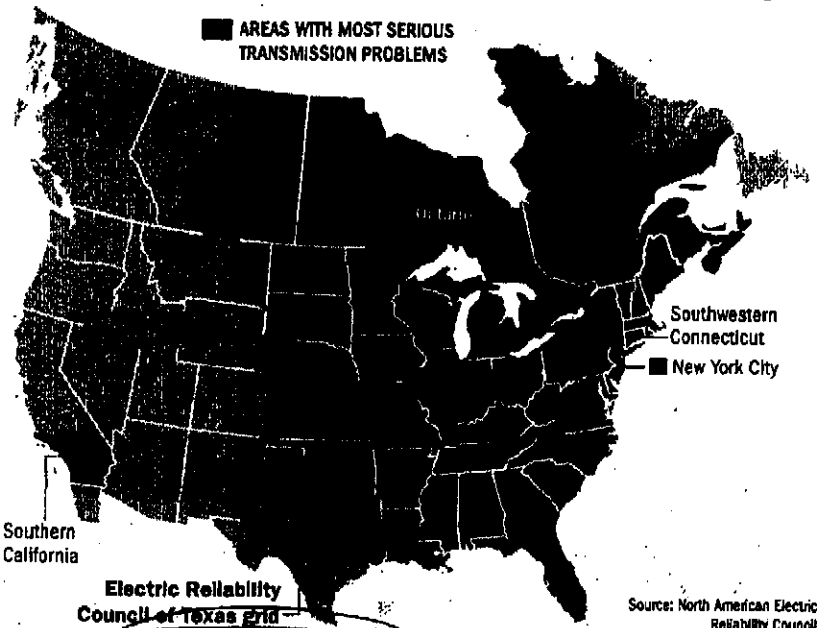 AREAS WITH MOST SERIOUS
TRANSMISSION PROBLEMS
Ontario
Southwestern
Connecticut
New York City
Southern
California
Electric Reliability
Council of Texas grid
Source: North American Electric
Reliability Council